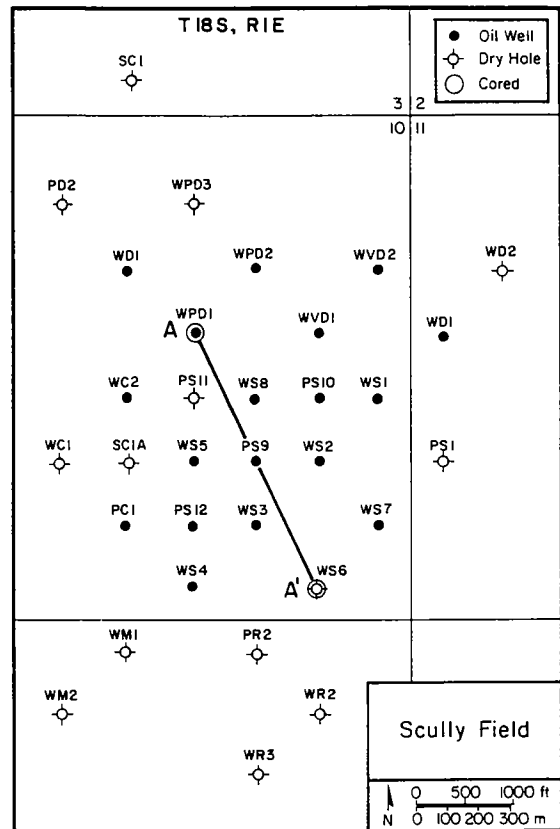 T18S, R1E
Oil Well
Dry Hole
Cored
SC1
3 2
10 11
PD2
WPD3
WD1
WPD2
WVD2
WD2
A
WPD1
WVD1
WD1
WC2
PS11
WS8
PS10
WS1
WC1
SC1A
WS5
PS9
WS2
PS1
PC1
PS12
WS3
WS7
WS4
A'
WS6
WM1
PR2
WM2
WR2
WR3
Scully Field
N
0 500 1000 ft
0 100 200 300 m